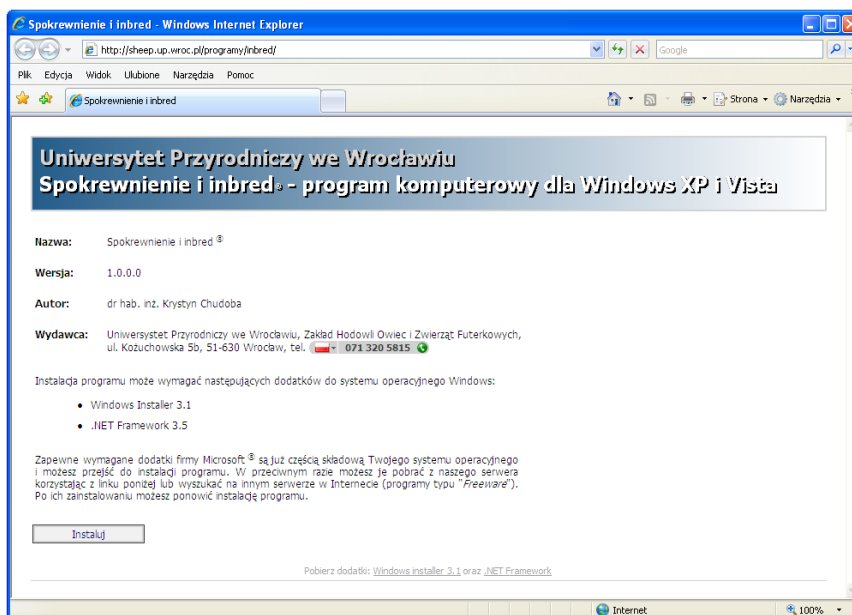 Spokrewnienie i inbred - Windows Internet Explorer
http://sheep.up.wroc.pl/programy/inbred/
Google
Plik Edycja Widok Ulubione Narzędzia Pomoc
Spokrewnienie i inbred
Strona Narzędzia
Uniwersytet Przyrodniczy we Wrocławiu
Spokrewnienie i inbred® - program komputerowy dla Windows XP i Vista
Nazwa: Spokrewnienie i inbred ®
Wersja: 1.0.0.0
Autor: dr hab. inż. Krystyn Chudoba
Wydawca: Uniwersystet Przyrodniczy we Wrocławiu, Zakład Hodowli Owiec i Zwierząt Futerkowych,
ul. Kożuchowska 5b, 51-630 Wrocław, tel. 071 320 5815
Instalacja programu może wymagać następujących dodatków do systemu operacyjnego Windows:
• Windows Installer 3.1
• .NET Framework 3.5
Zapewne wymagane dodatki firmy Microsoft ® są już częścią składową Twojego systemu operacyjnego
i możesz przejść do instalacji programu. W przeciwnym razie możesz je pobrać z naszego serwera
korzystając z linku poniżej lub wyszukać na innym serwerze w Internecie (programy typu "Freeware").
Po ich zainstalowaniu możesz ponowić instalację programu.
Instaluj
Pobierz dodatki: Windows installer 3.1 oraz .NET Framework
Internet 100%